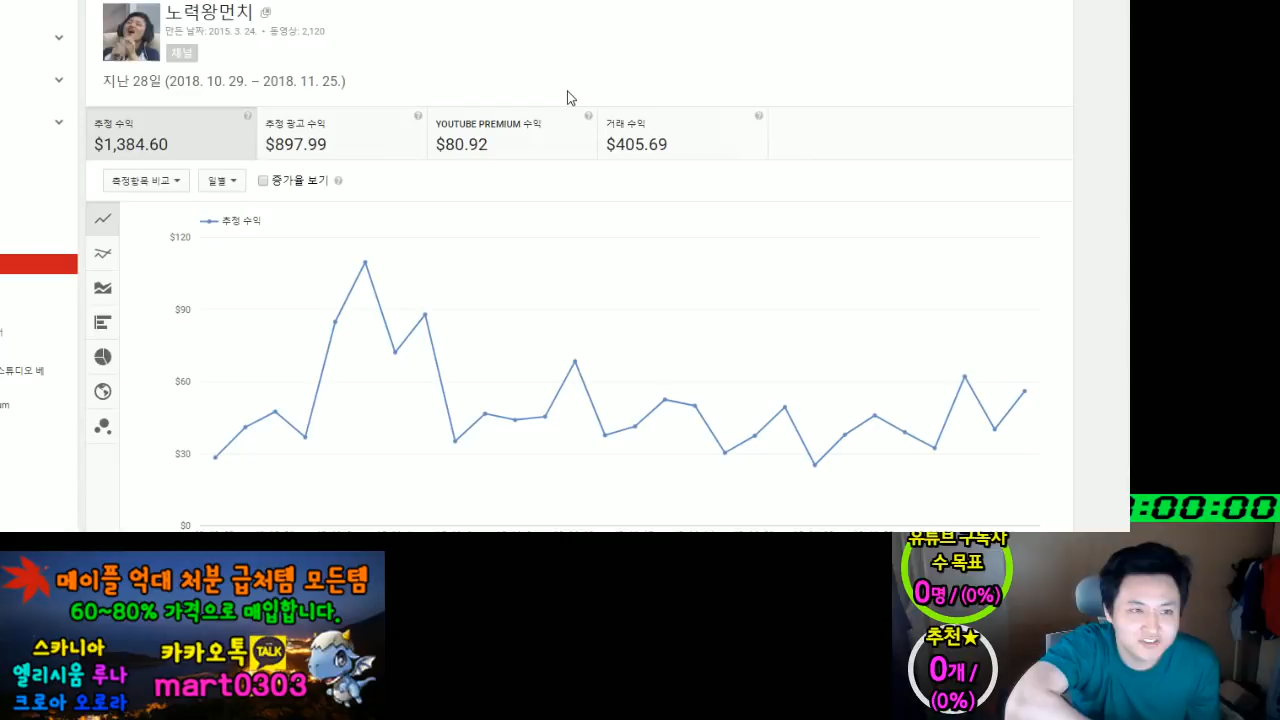 노력왕먼치
만든 날짜: 2015. 3. 24. • 동영상: 2,120
채널
지난 28일 (2018. 10. 29. – 2018. 11. 25.)
추정 수익
$1,384.60
추정 광고 수익
$897.99
YOUTUBE PREMIUM 수익
$80.92
거래 수익
$405.69
측정항목 비교
일별
증가율 보기
추정 수익
$120
$90
$60
$30
$0
스튜디오 베
um
:00:00
메이플 억대 처분 급처템 모든템
60~80% 가격으로 매입합니다.
스카니아
엘리시움 루나
크로아 오로라
카카오톡 TALK
mart0303
유튜브 구독자
수 목표
0명/(0%)
추천★
0개/
(0%)